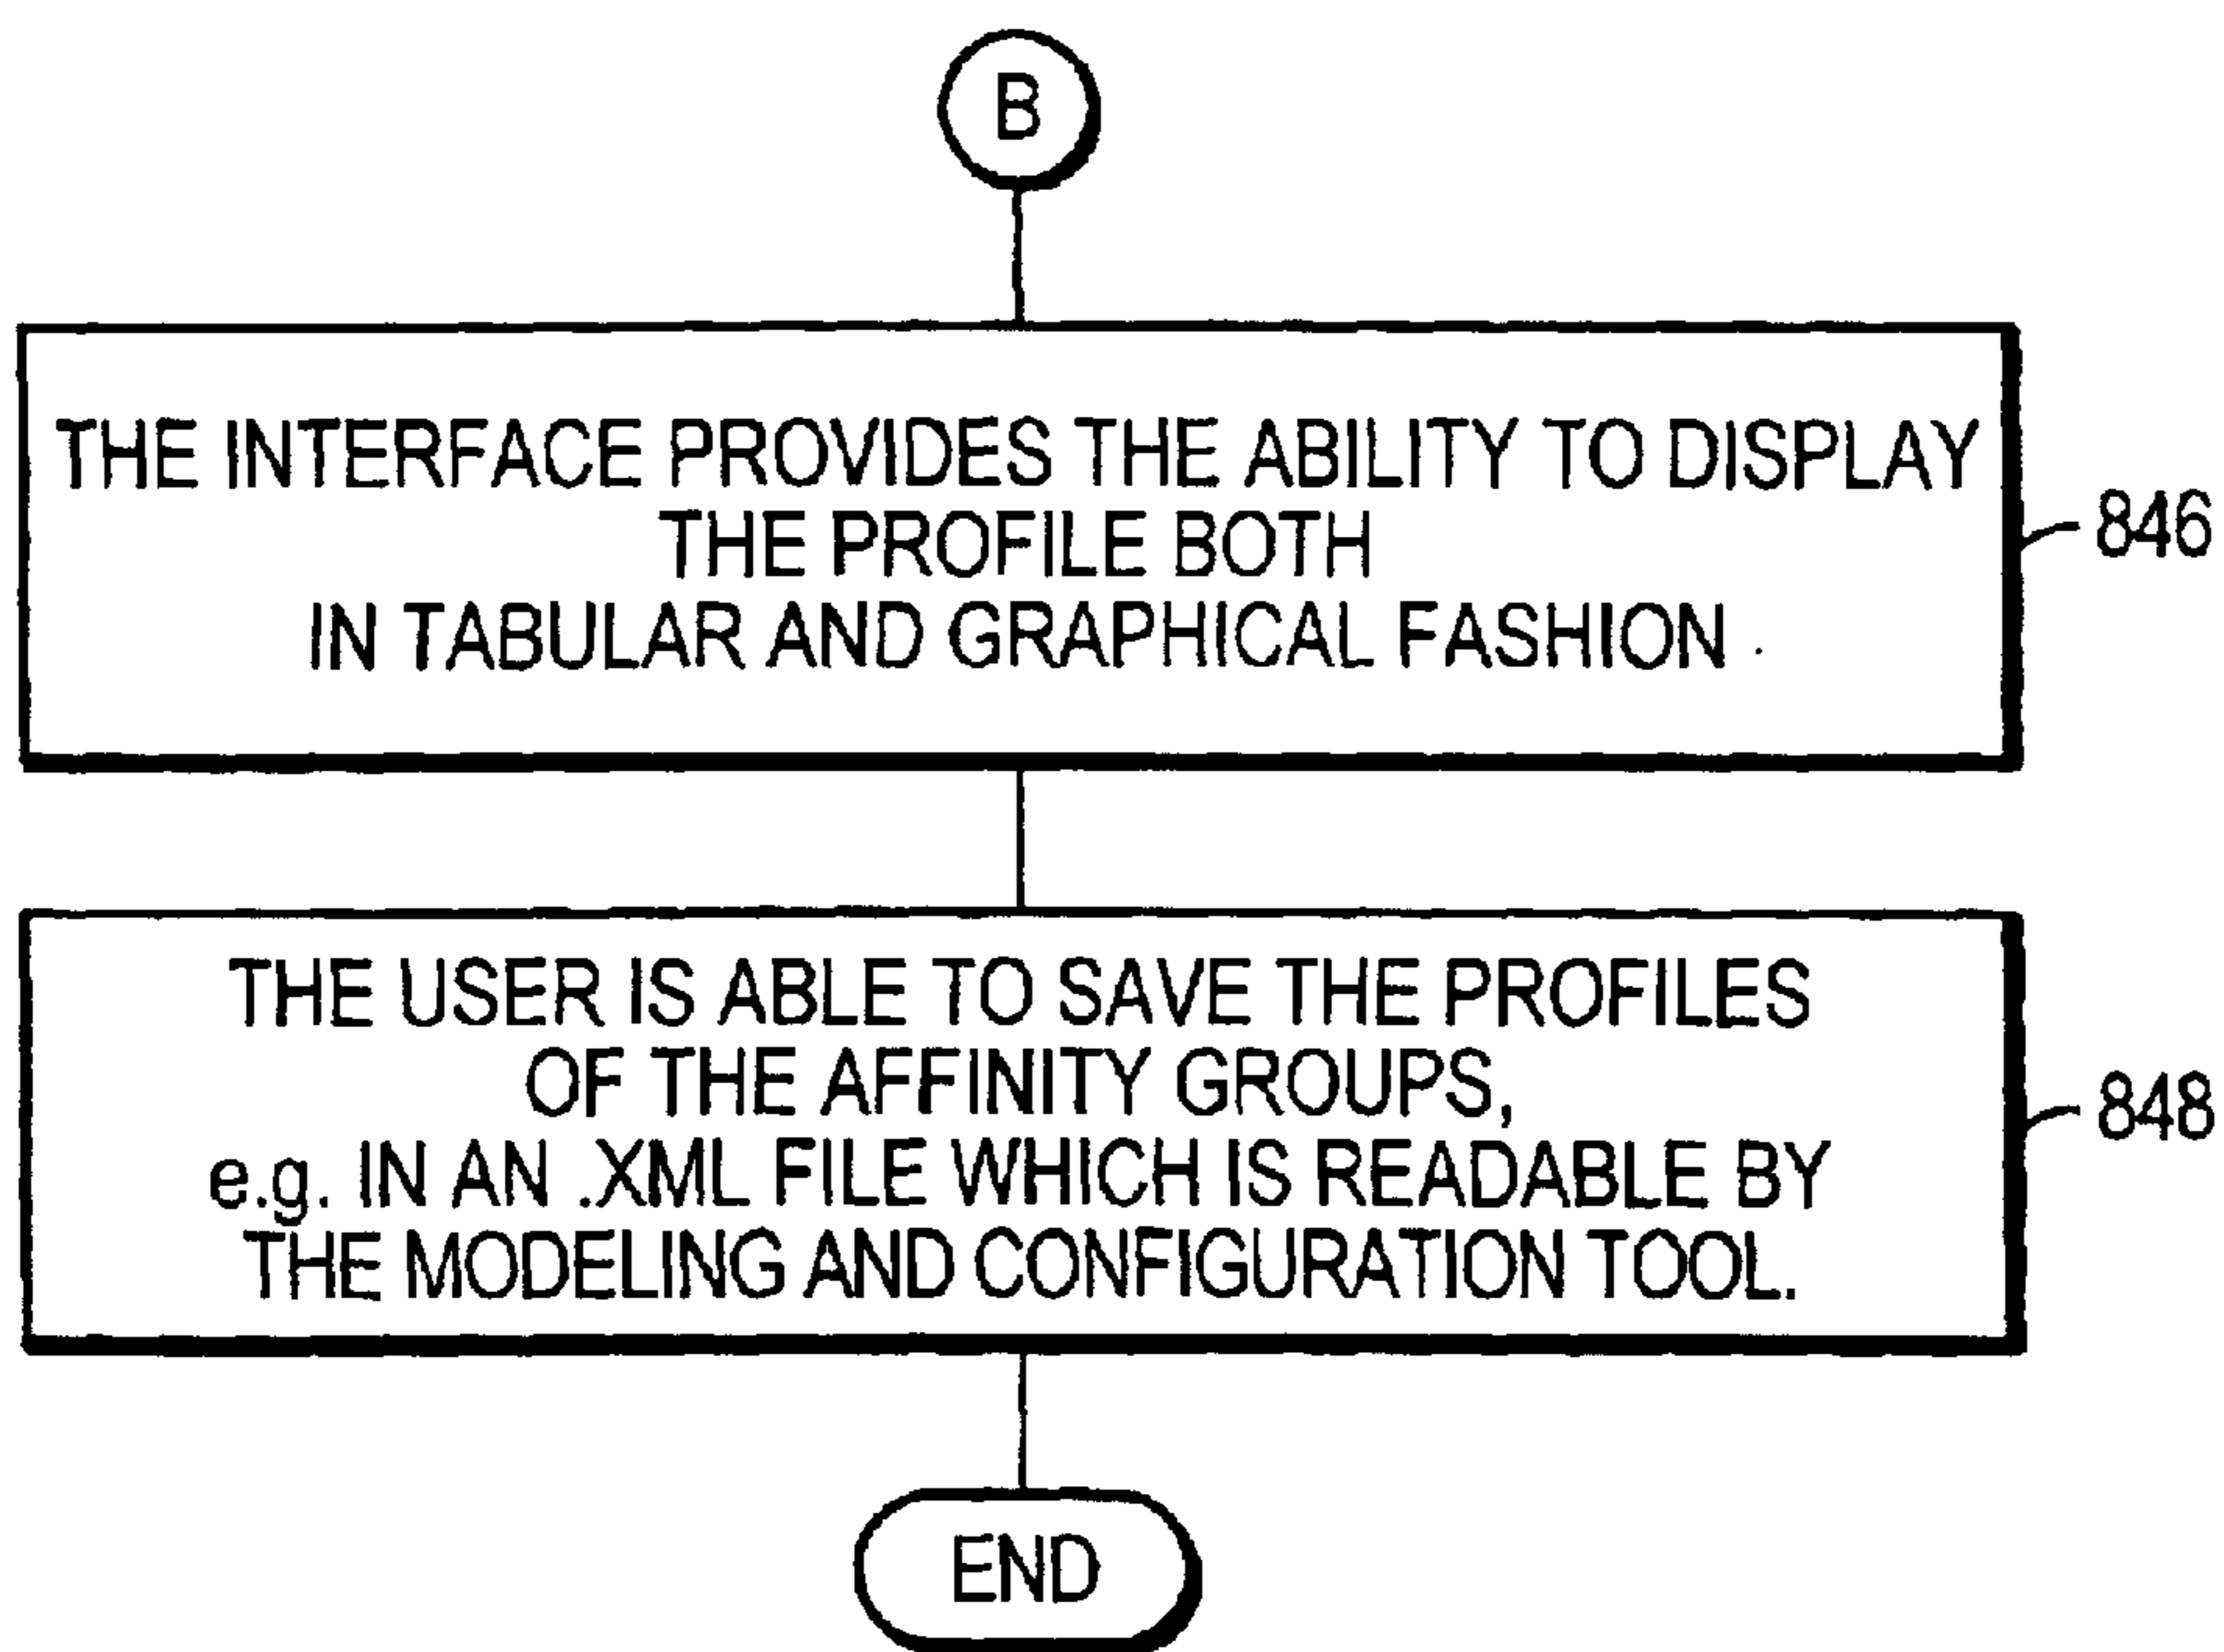 B
THE INTERFACE PROVIDES THE ABILITY TO DISPLAY
THE PROFILE BOTH
IN TABULAR AND GRAPHICAL FASHION .
846
THE USER IS ABLE TO SAVE THE PROFILES
OF THE AFFINITY GROUPS,
e.g. IN AN .XML FILE WHICH IS READABLE BY
THE MODELING AND CONFIGURATION TOOL.
848
END